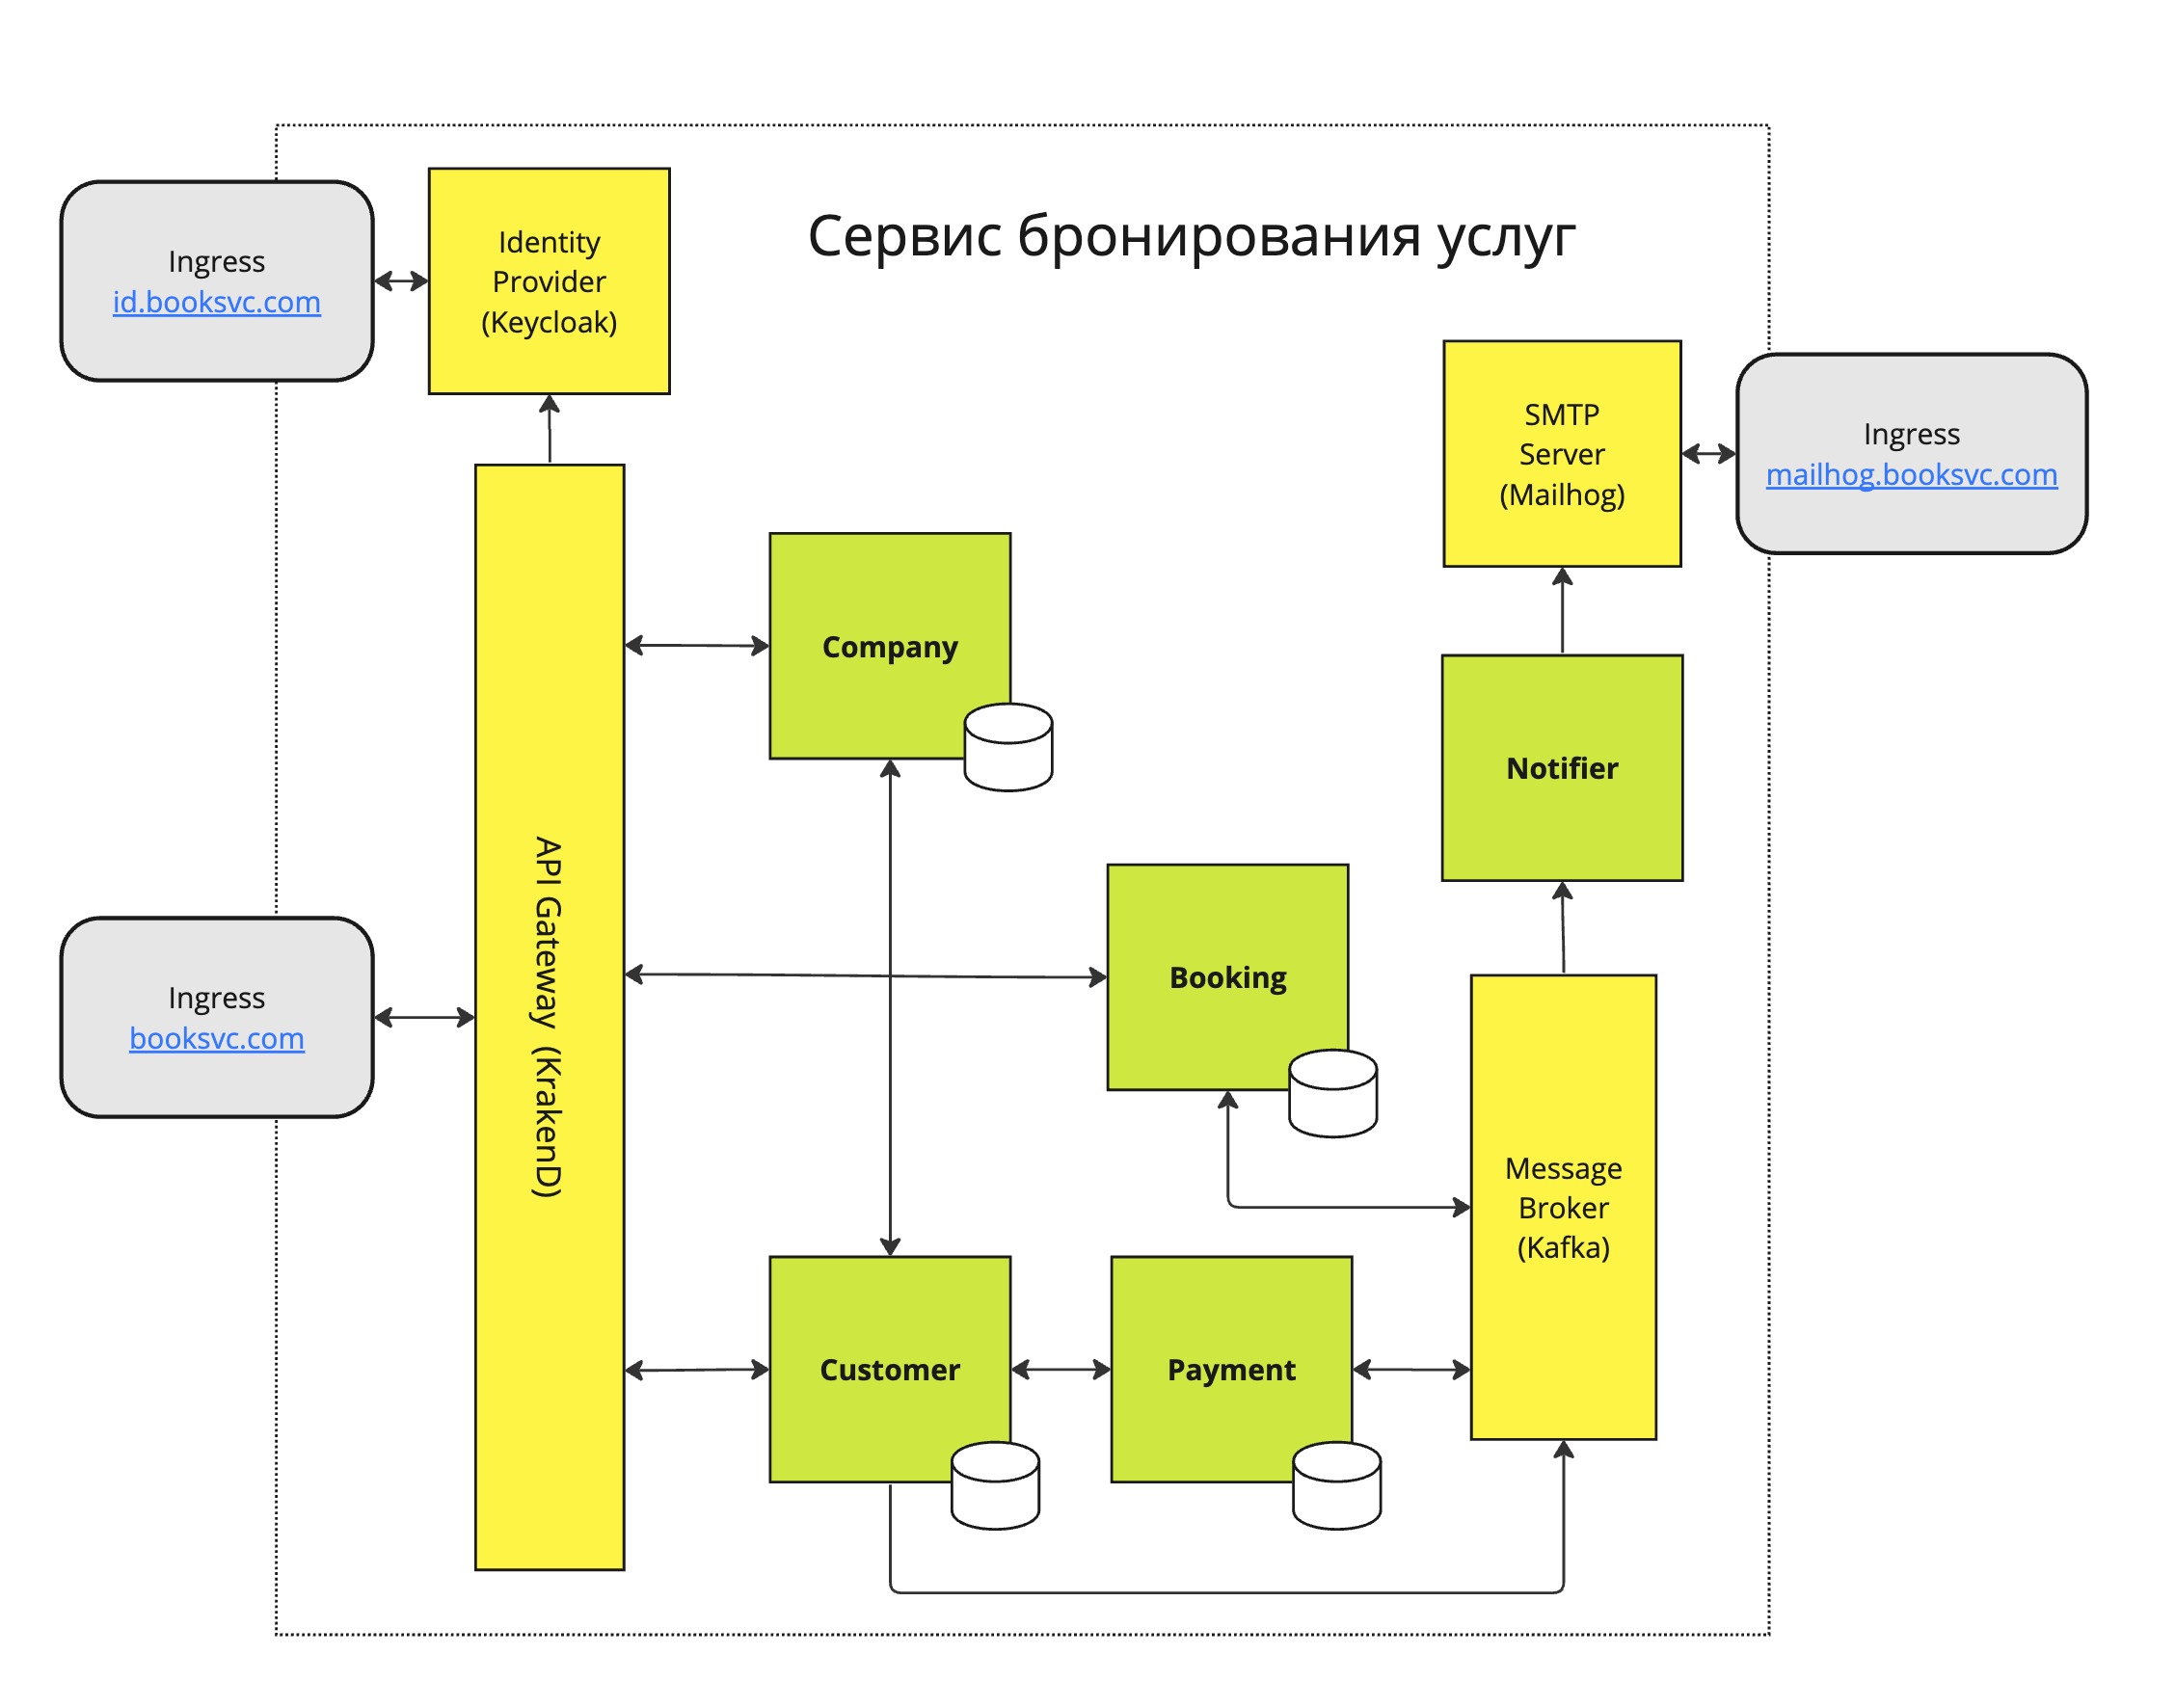 Сервис бронирования услуг
Ingress
id.booksvc.com
Identity
Provider
(Keycloak)
SMTP
Server
(Mailhog)
Ingress
mailhog.booksvc.com
Company
Notifier
API Gateway (KrakenD)
Ingress
booksvc.com
Booking
Message
Broker
(Kafka)
Customer
Payment